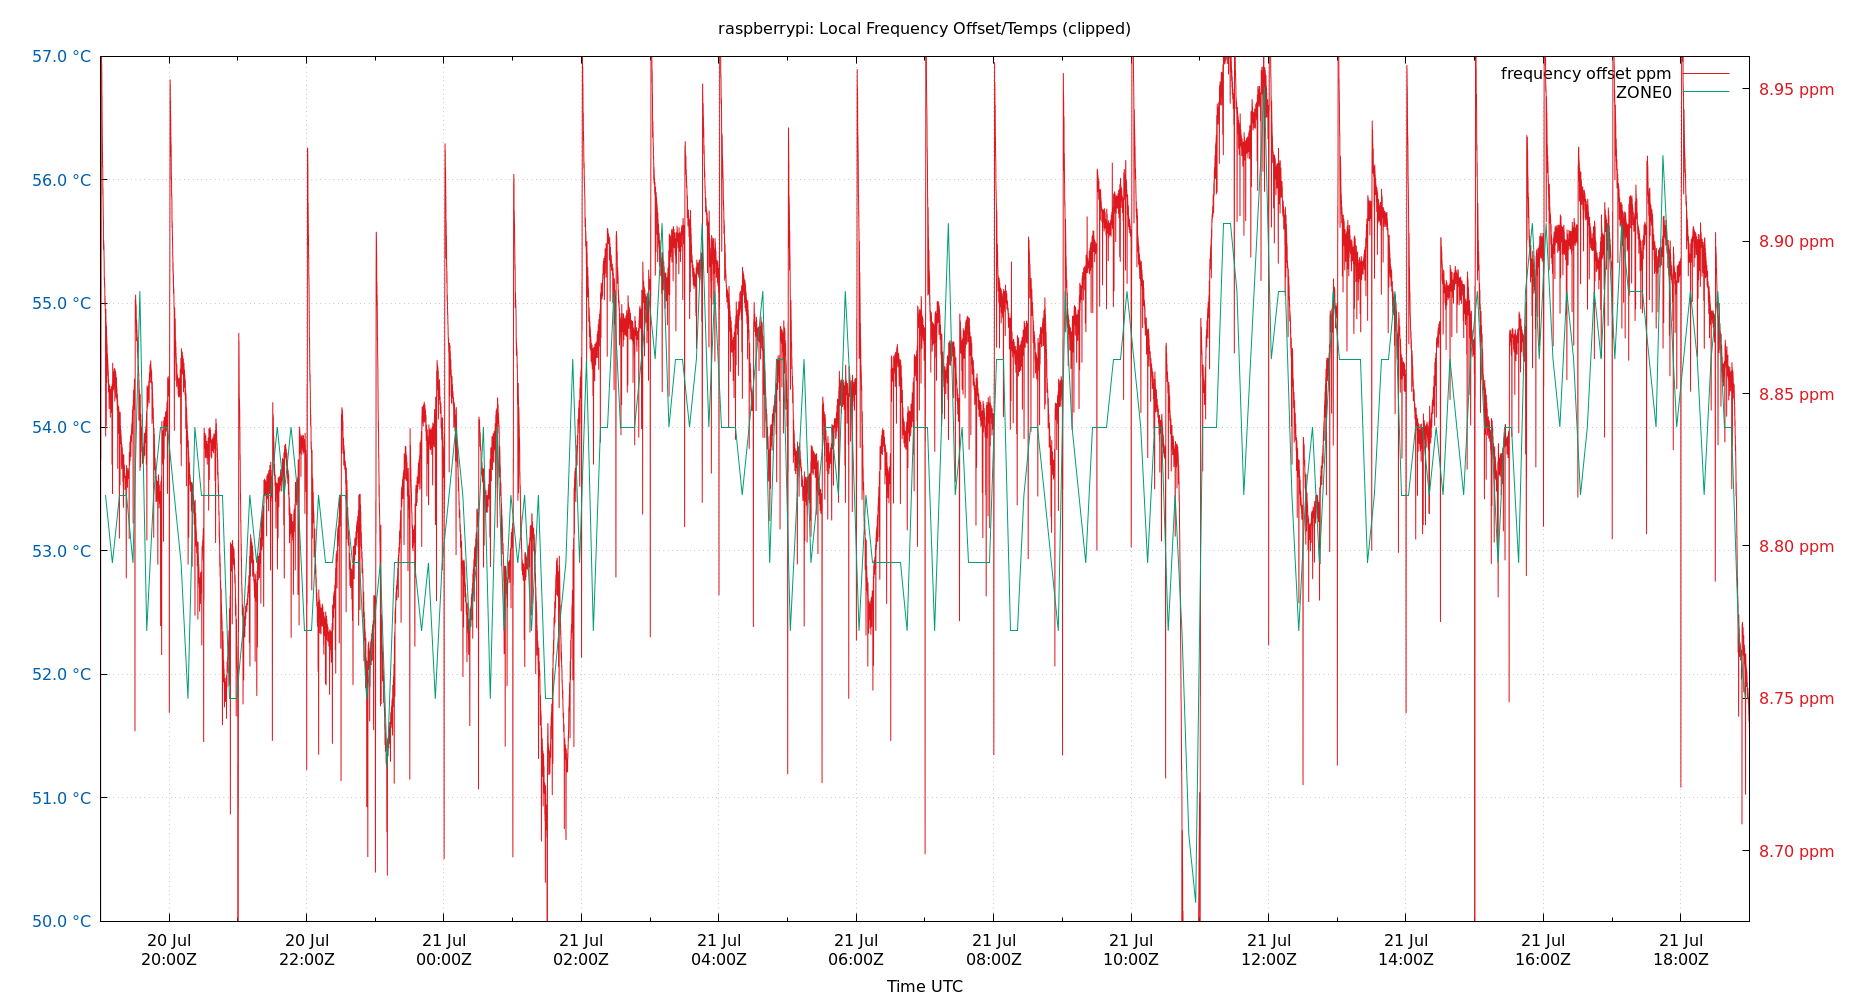 raspberrypi: Local Frequency Offset/Temps (clipped)
frequency offset ppm
ZONE0
57.0 °C
56.0 °C
55.0 °C
54.0 °C
53.0 °C
52.0 °C
51.0 °C
50.0 °C
8.95 ppm
8.90 ppm
8.85 ppm
8.80 ppm
8.75 ppm
8.70 ppm
20 Jul 20 Jul 21 Jul 21 Jul 21 Jul 21 Jul 21 Jul 21 Jul 21 Jul 21 Jul 21 Jul 21 Jul
20:00Z 22:00Z 00:00Z 02:00Z 04:00Z 06:00Z 08:00Z 10:00Z 12:00Z 14:00Z 16:00Z 18:00Z
Time UTC